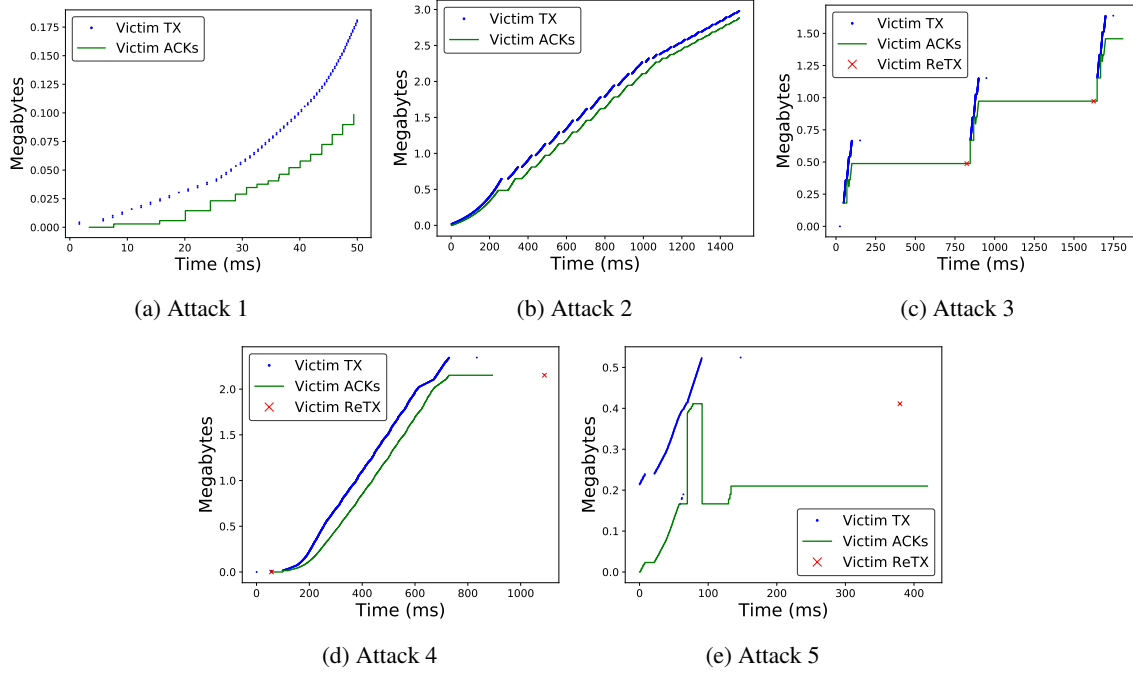 Victim TX
Victim ACKs
Megabytes
0.175
0.150
0.125
0.100
0.075
0.050
0.025
0.000
0 10 20 30 40 50
Time (ms)
(a) Attack 1
Victim TX
Victim ACKs
Megabytes
3.0
2.5
2.0
1.5
1.0
0.5
0.0
0 200 400 600 800 1000 1200 1400
Time (ms)
(b) Attack 2
Victim TX
Victim ACKs
Victim ReTX
Megabytes
1.50
1.25
1.00
0.75
0.50
0.25
0.00
0 250 500 750 1000 1250 1500 1750
Time (ms)
(c) Attack 3
Victim TX
Victim ACKs
Victim ReTX
Megabytes
2.0
1.5
1.0
0.5
0.0
0 200 400 600 800 1000
Time (ms)
(d) Attack 4
Megabytes
0.5
0.4
0.3
0.2
0.1
0.0
Victim TX
Victim ACKs
Victim ReTX
0 100 200 300 400
Time (ms)
(e) Attack 5